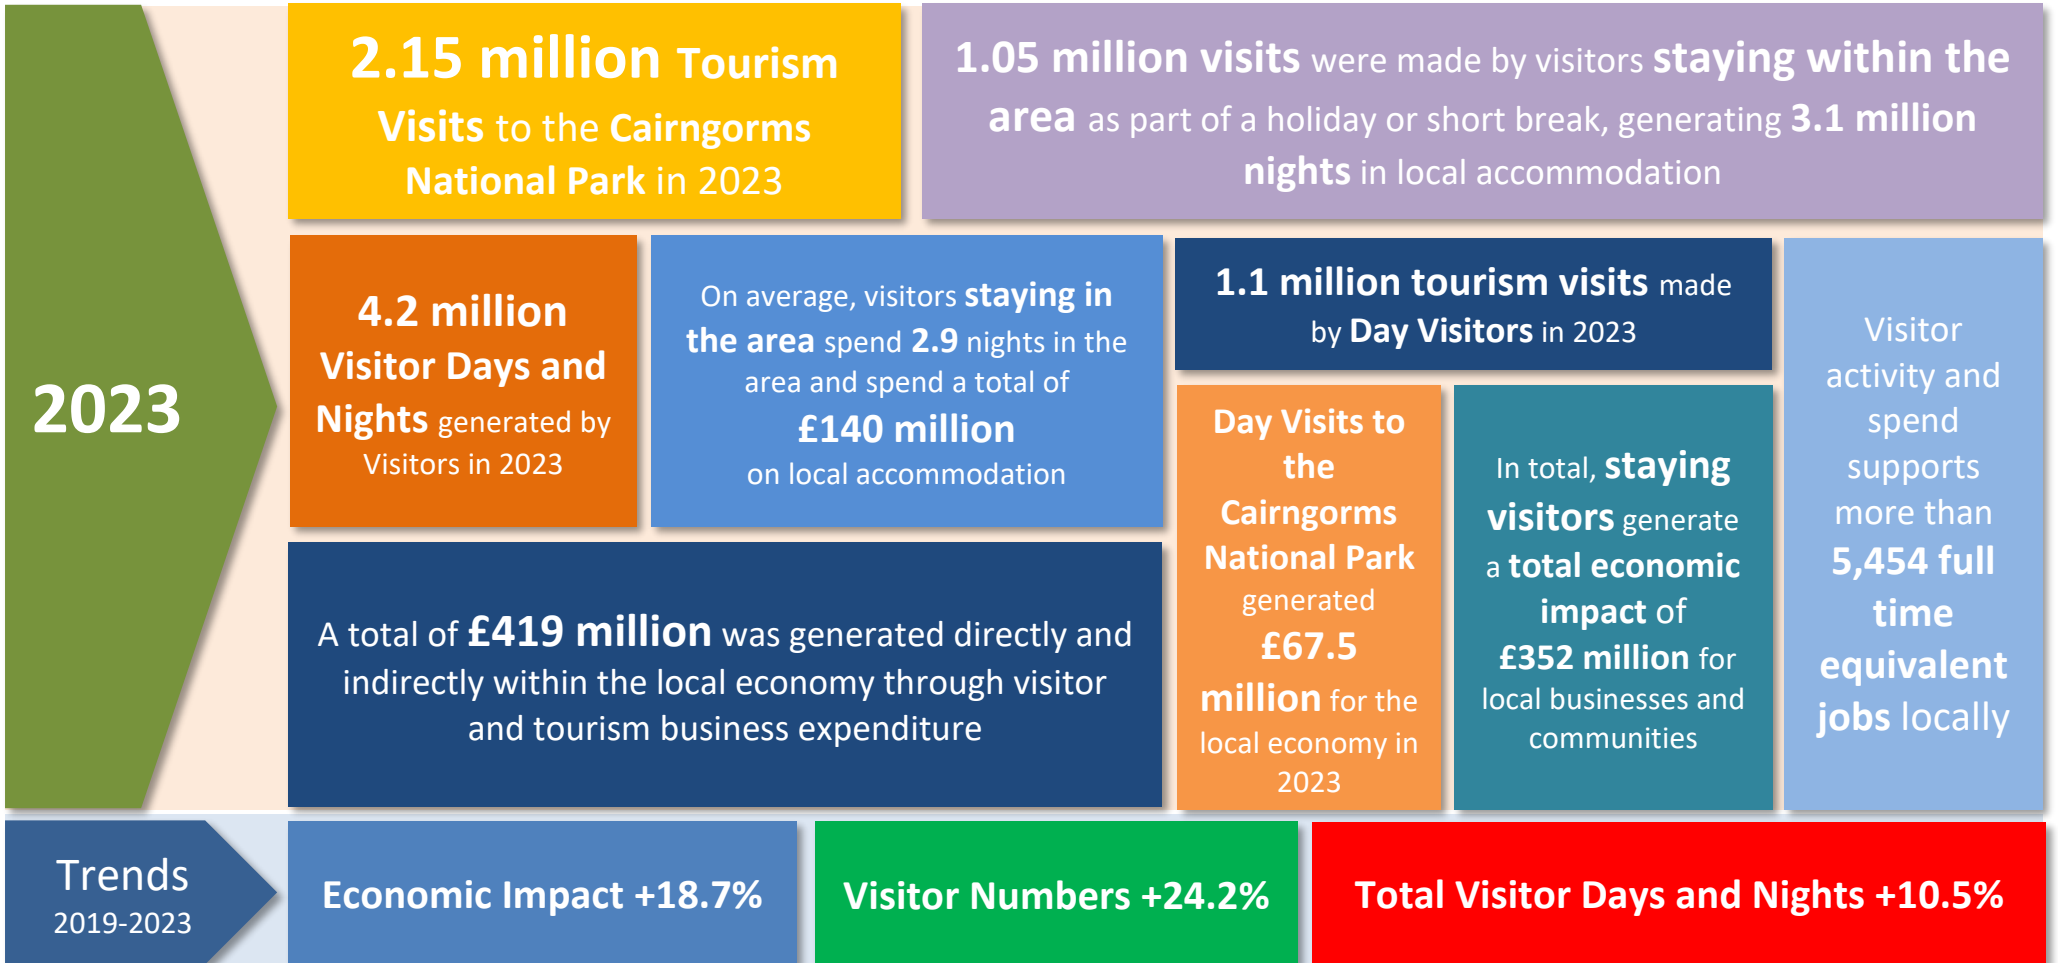 2023
2.15 million Tourism
Visits to the Cairngorms
National Park in 2023
1.05 million visits were made by visitors staying within the
area as part of a holiday or short break, generating 3.1 million
nights in local accommodation
4.2 million
Visitor Days and
Nights generated by
Visitors in 2023
On average, visitors staying in
the area spend 2.9 nights in the
area and spend a total of
£140 million
on local accommodation
1.1 million tourism visits made
by Day Visitors in 2023
Day Visits to
the
Cairngorms
National Park
generated
£67.5
million for the
local economy in
2023
In total, staying
visitors generate
a total economic
impact of
£352 million for
local businesses and
communities
Visitor
activity and
spend
supports
more than
5,454 full
time
equivalent
jobs locally
A total of £419 million was generated directly and
indirectly within the local economy through visitor
and tourism business expenditure
Trends
2019-2023
Economic Impact +18.7%
Visitor Numbers +24.2%
Total Visitor Days and Nights +10.5%